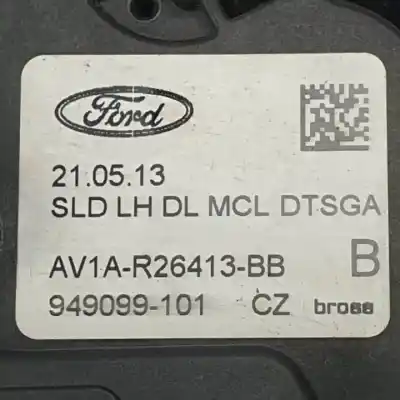 Ford
21.05.13
SLD LH DL MCL DTSGA
AV1A-R26413-BB B
949099-101 CZ brose